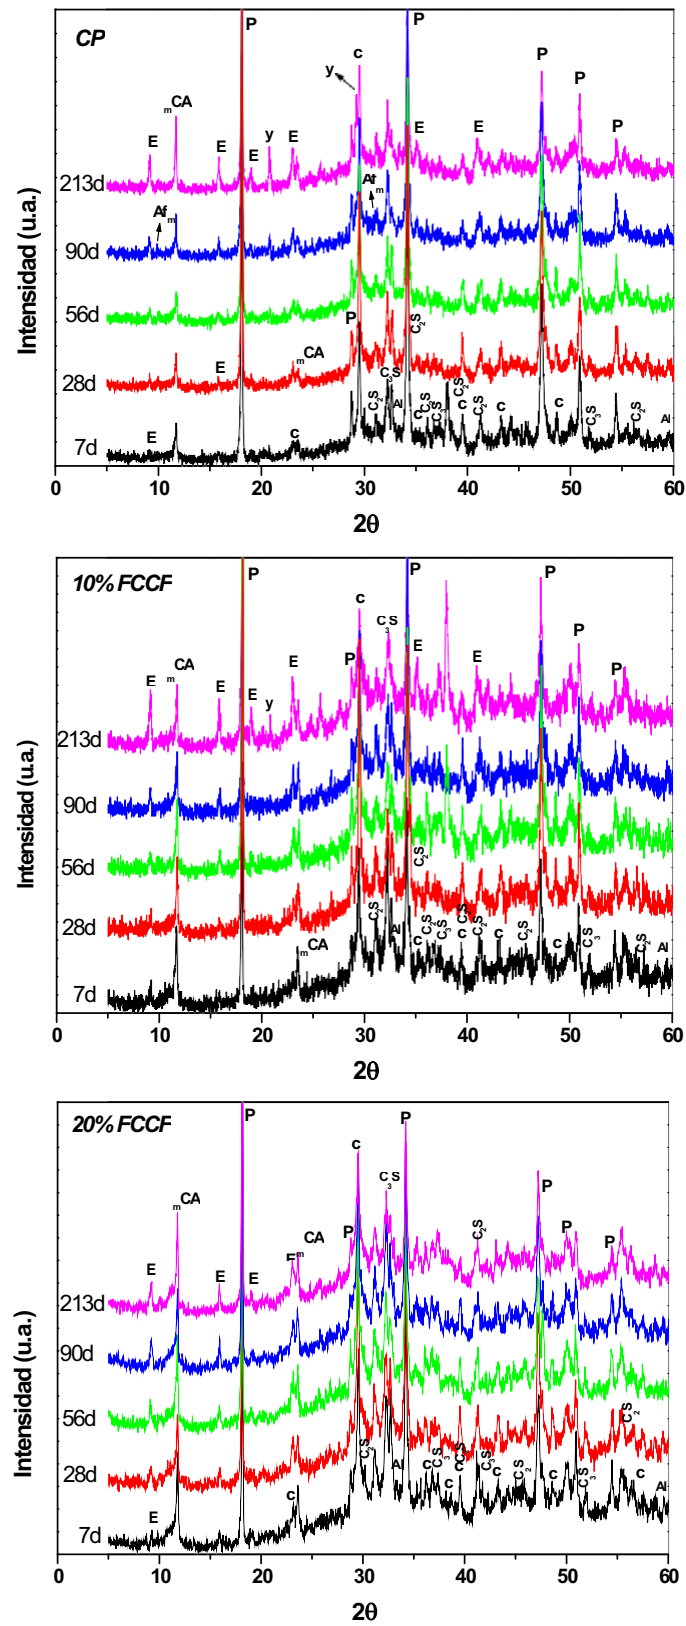 CP
P
P
c
y
P
P
mCA
E
y
E
E
E
E
E
P
213d
Afm
Afm
90d
56d
P
C2S
28d
E
mCA
C3S
C2S
Al
C2S
c
C3S
C3S
c
C2S
c
c
C3S
C2S
Al
7d
E
c
0
10
20
30
40
50
60
2θ
Intensidad (u.a.)
10% FCCF
P
P
P
c
C3S
P
mCA
E
E
E
E
y
P
E
E
P
213d
90d
56d
C2S
28d
C2S
Al
c
C2S
C3S
c
C2S
C2S
c
C2S
c
C3S
C2S
Al
mCA
7d
0
10
20
30
40
50
60
2θ
Intensidad (u.a.)
20% FCCF
P
P
c
C3S
P
mCA
E
E
E
E
mCA
P
C2S
P
P
213d
90d
56d
C2S
28d
C2S
Al
c
C3S
c
c
C3S
c
C2S
c
C3S
c
Al
7d
E
c
0
10
20
30
40
50
60
2θ
Intensidad (u.a.)